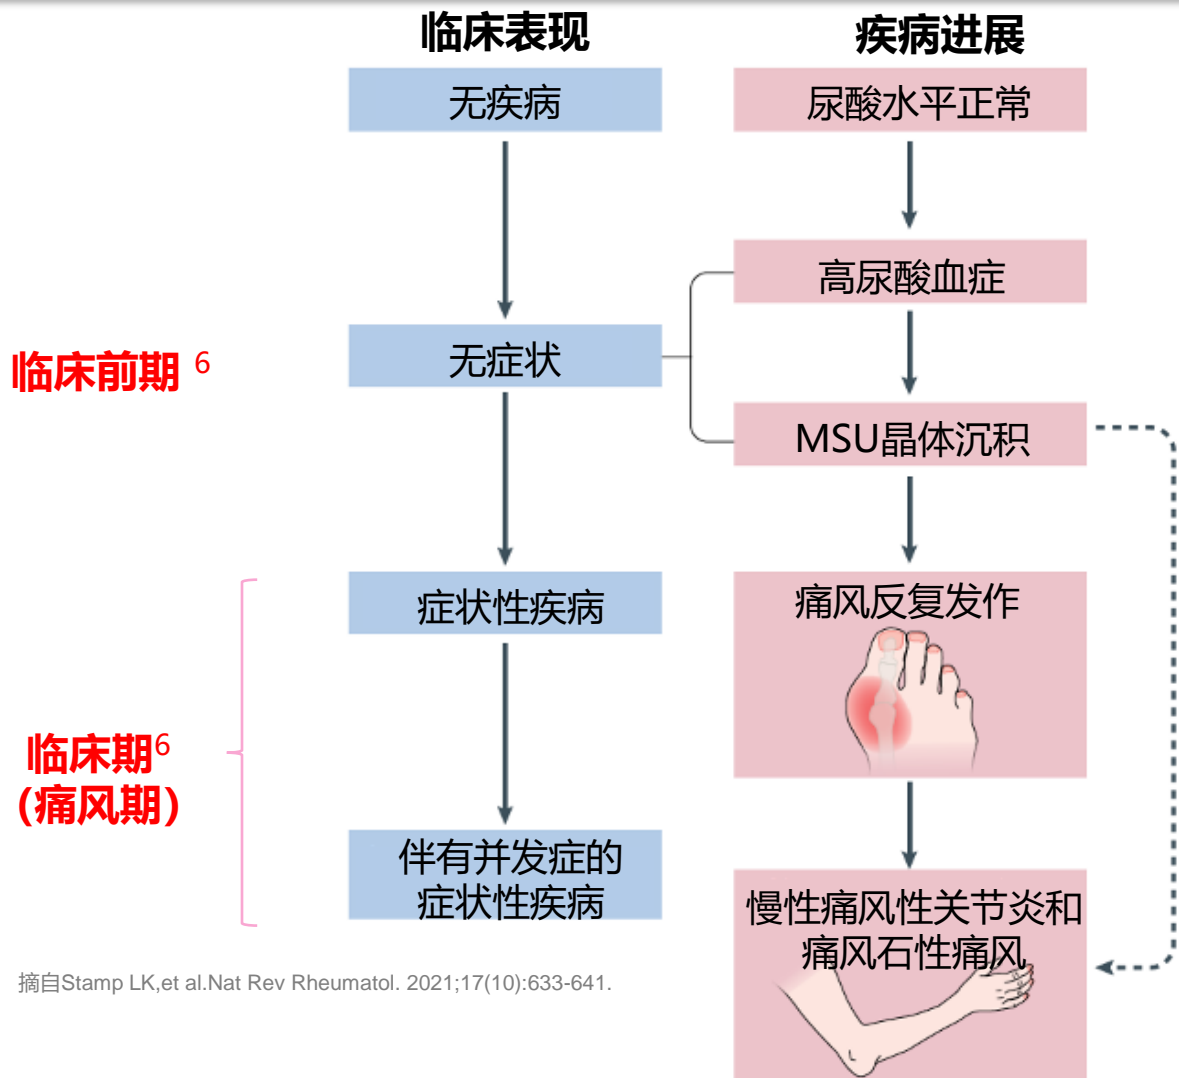 临床表现
疾病进展
无疾病
尿酸水平正常
高尿酸血症
临床前期 6
无症状
MSU晶体沉积
症状性疾病
痛风反复发作
临床期6
(痛风期)
伴有并发症的
症状性疾病
慢性痛风性关节炎和
痛风石性痛风
摘自Stamp LK,et al.Nat Rev Rheumatol. 2021;17(10):633-641.